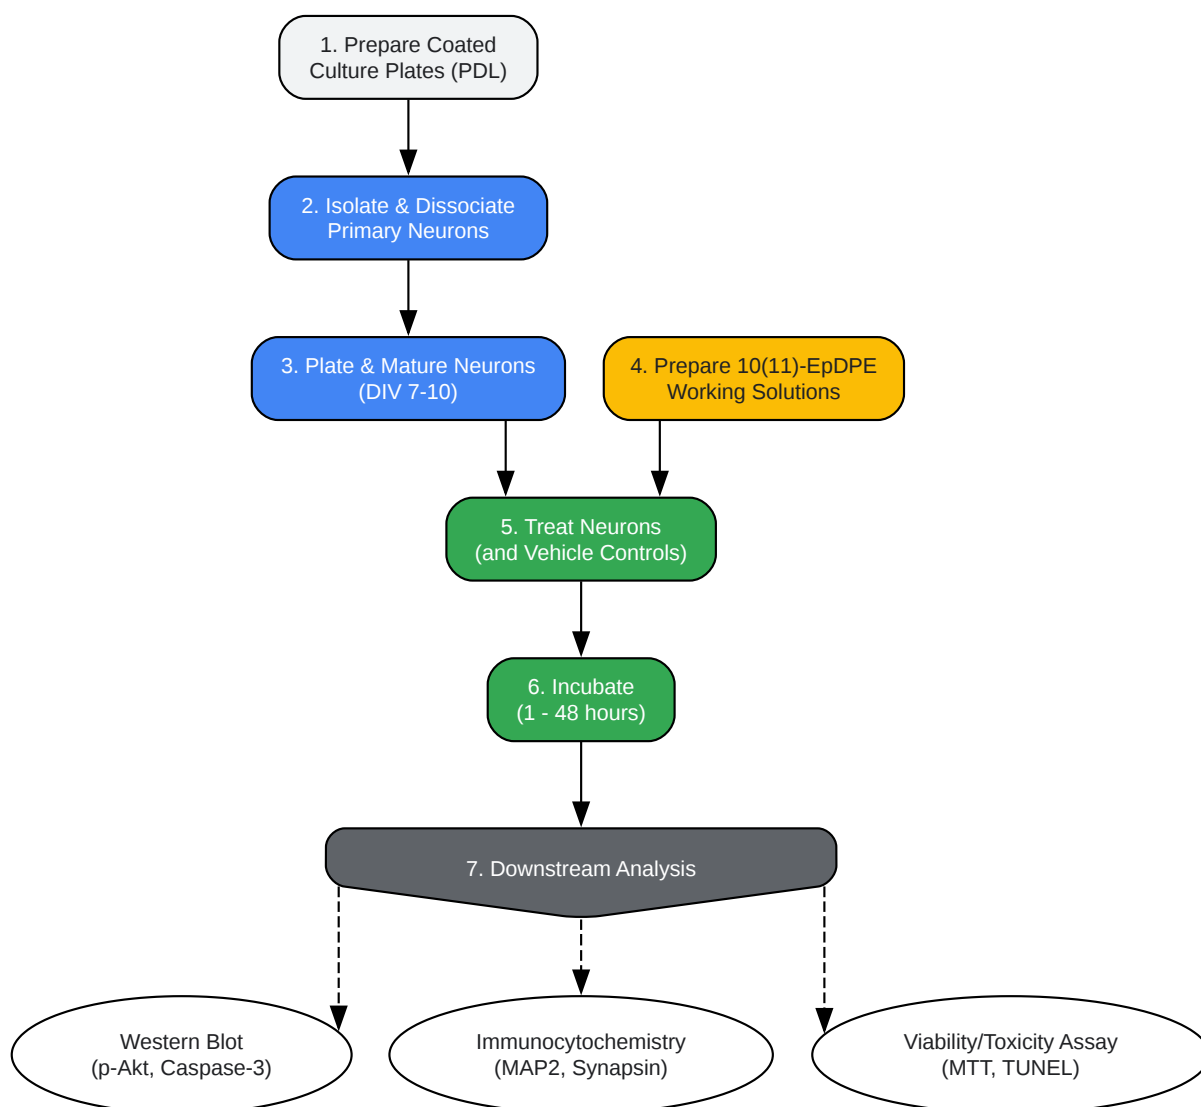 1. Prepare Coated
Culture Plates (PDL)
2. Isolate & Dissociate
Primary Neurons
3. Plate & Mature Neurons
(DIV 7-10)
4. Prepare 10(11)-EpDPE
Working Solutions
5. Treat Neurons
(and Vehicle Controls)
6. Incubate
(1 - 48 hours)
7. Downstream Analysis
Western Blot
(p-Akt, Caspase-3)
Immunocytochemistry
(MAP2, Synapsin)
Viability/Toxicity Assay
(MTT, TUNEL)